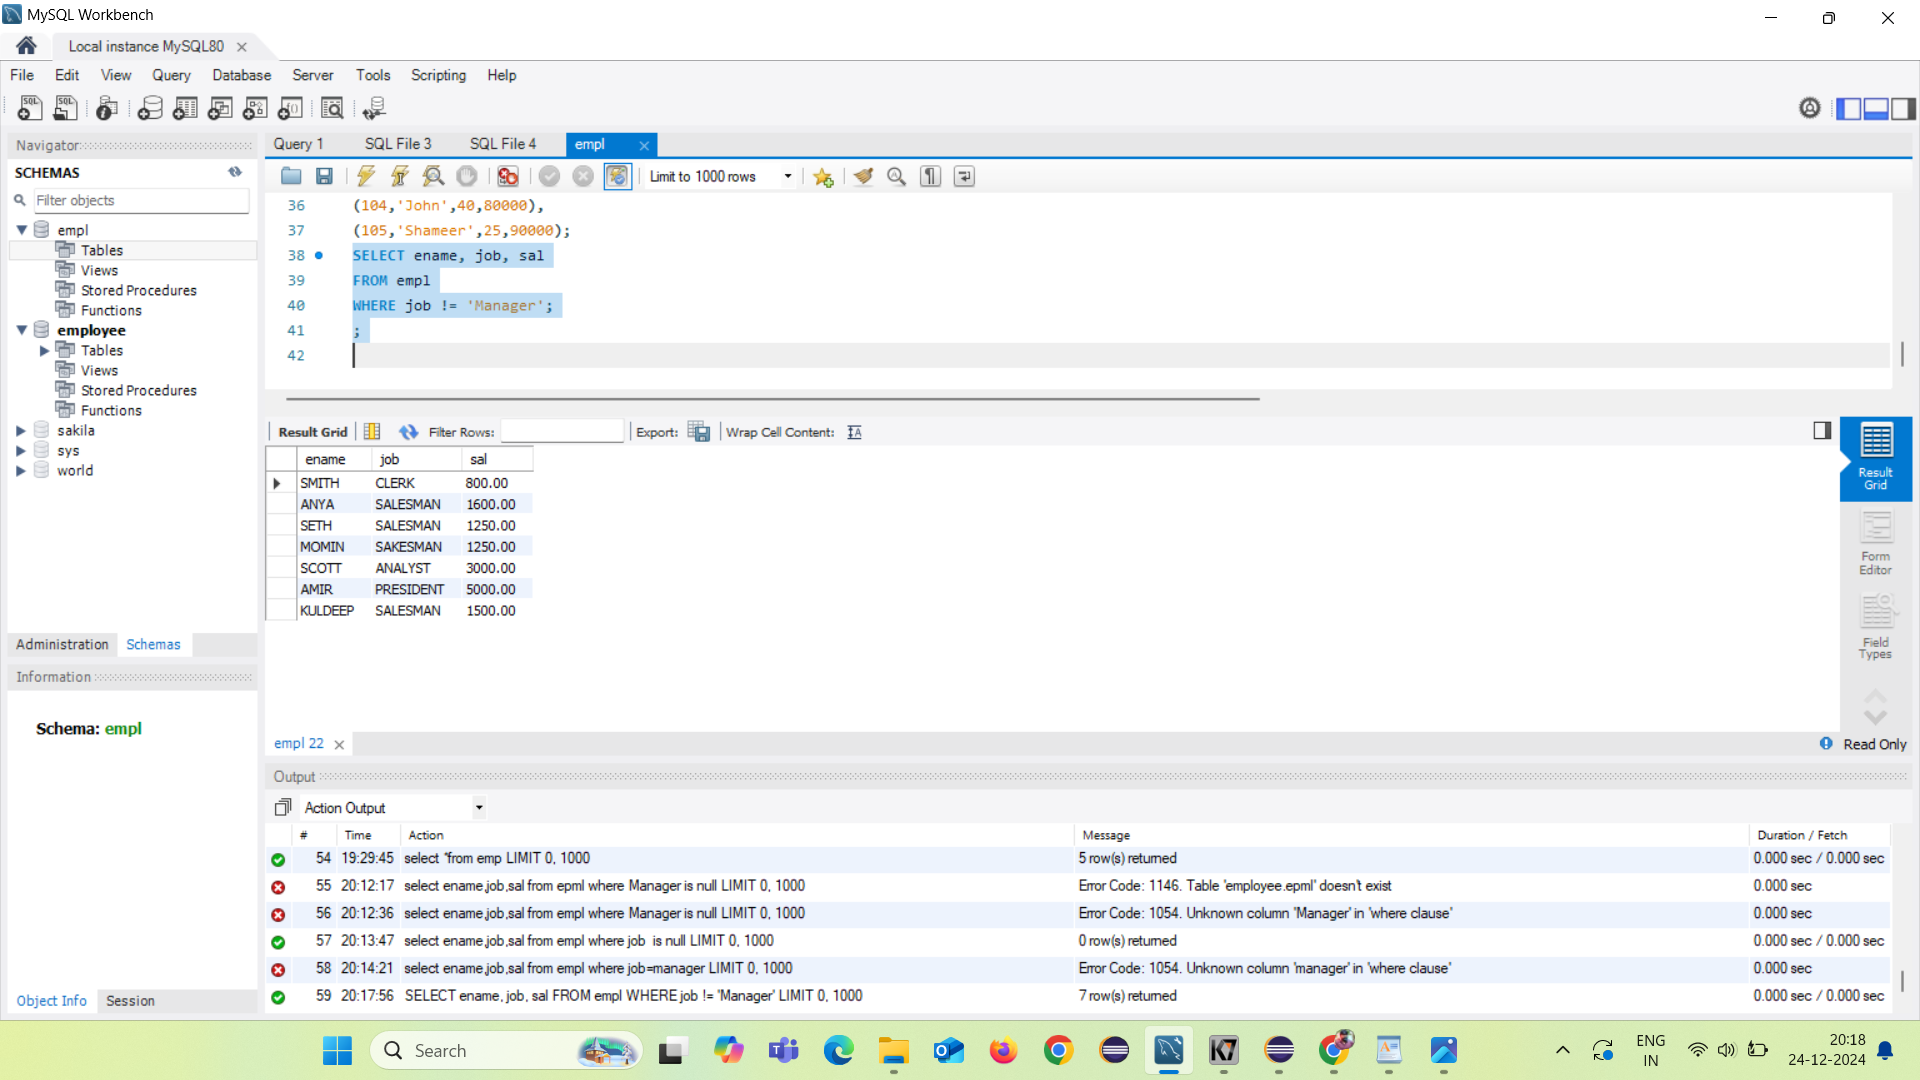 MySQL Workbench
Local instance MySQL80
File Edit View Query Database Server Tools Scripting Help
Navigator
SCHEMAS
Filter objects
empl
Tables
Views
Stored Procedures
Functions
employee
Tables
Views
Stored Procedures
Functions
sakila
sys
world
Administration Schemas
Information
Schema: empl
Object Info Session
Query 1 SQL File 3 SQL File 4 empl
Limit to 1000 rows
36 (104,'John',40,80000),
37 (105,'Shameer',25,90000);
38 SELECT ename, job, sal
39 FROM empl
40 WHERE job != 'Manager';
41 ;
42
Result Grid Filter Rows: Export: Wrap Cell Content:
ename job sal
SMITH CLERK 800.00
ANYA SALESMAN 1600.00
SETH SALESMAN 1250.00
MOMIN SAKESMAN 1250.00
SCOTT ANALYST 3000.00
AMIR PRESIDENT 5000.00
KULDEEP SALESMAN 1500.00
Result
Grid
Form
Editor
Field
Types
empl 22
Read Only
Output
Action Output
# Time Action Message Duration / Fetch
54 19:29:45 select *from emp LIMIT 0, 1000 5 row(s) returned 0.000 sec / 0.000 sec
55 20:12:17 select ename,job,sal from epml where Manager is null LIMIT 0, 1000 Error Code: 1146. Table 'employee.epml' doesn't exist 0.000 sec
56 20:12:36 select ename,job,sal from empl where Manager is null LIMIT 0, 1000 Error Code: 1054. Unknown column 'Manager' in 'where clause' 0.000 sec
57 20:13:47 select ename,job,sal from empl where job  is null LIMIT 0, 1000 0 row(s) returned 0.000 sec / 0.000 sec
58 20:14:21 select ename,job,sal from empl where job=manager LIMIT 0, 1000 Error Code: 1054. Unknown column 'manager' in 'where clause' 0.000 sec
59 20:17:56 SELECT ename, job, sal FROM empl WHERE job != 'Manager' LIMIT 0, 1000 7 row(s) returned 0.000 sec / 0.000 sec
Search
ENG
IN
20:18
24-12-2024